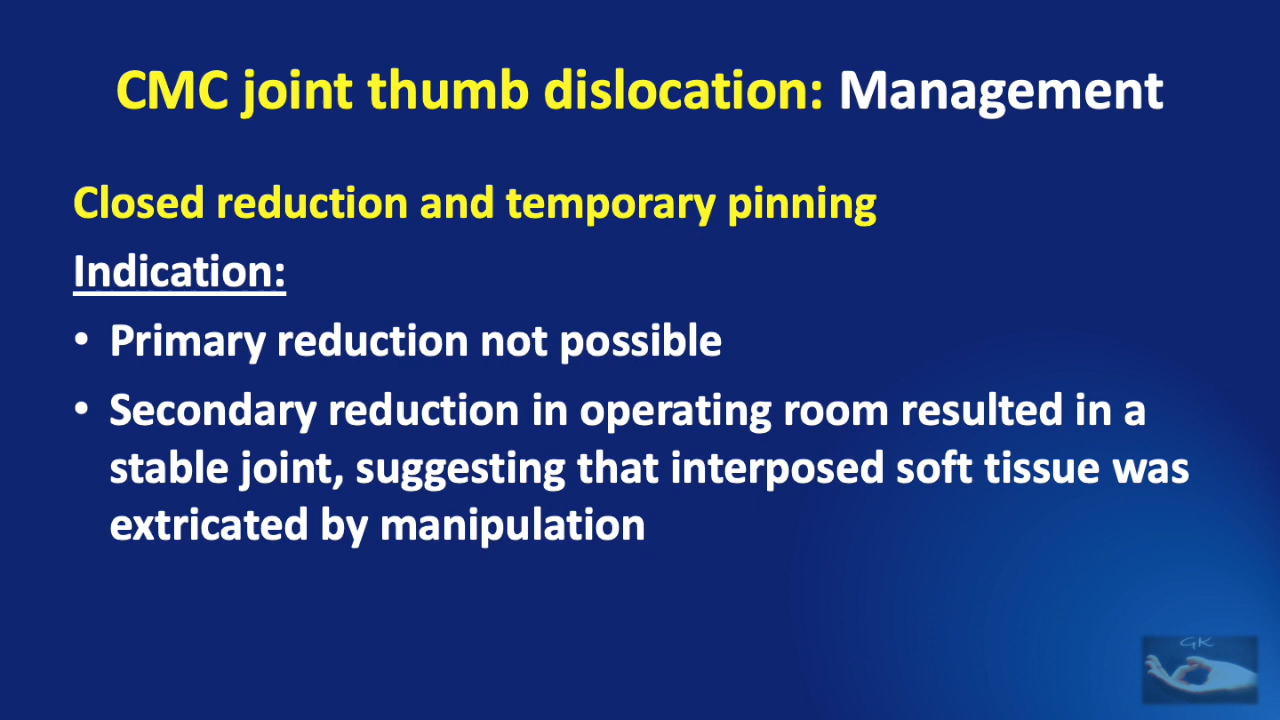 CMC joint thumb dislocation: Management
Closed reduction and temporary pinning
Indication:
• Primary reduction not possible
• Secondary reduction in operating room resulted in a
stable joint, suggesting that interposed soft tissue was
extricated by manipulation
GK